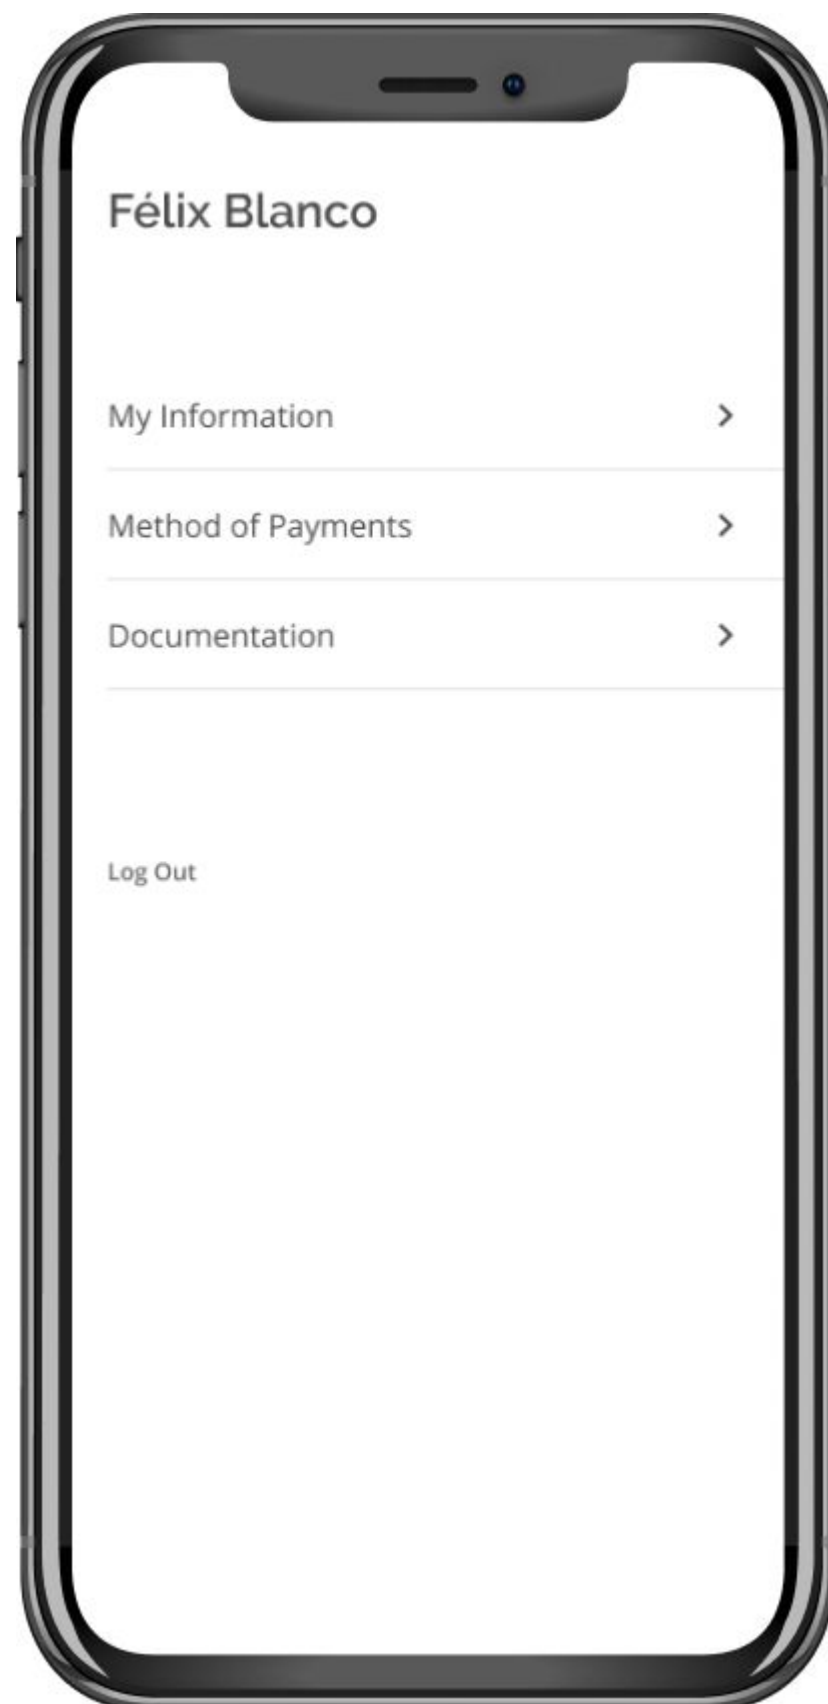 Félix Blanco
My Information
Method of Payments
Documentation
Log Out